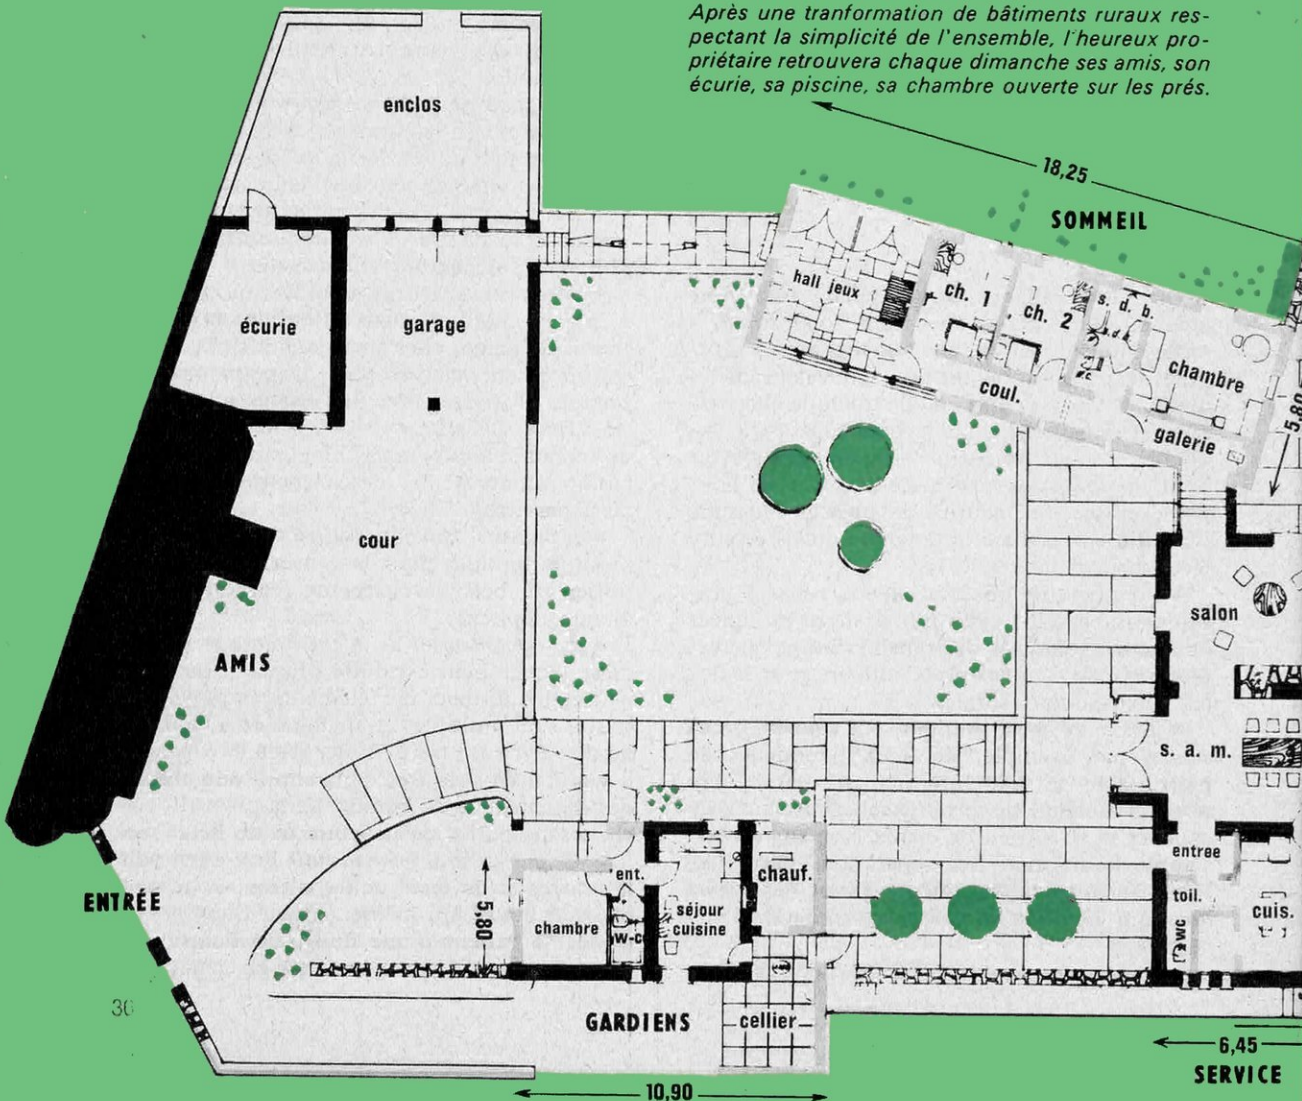 Après une tranformation de bâtiments ruraux res-
pectant la simplicité de l'ensemble, l'heureux pro-
priétaire retrouvera chaque dimanche ses amis, son
écurie, sa piscine, sa chambre ouverte sur les prés.
enclos
18,25
SOMMEIL
écurie
garage
hall jeux
ch. 1
ch. 2
s. d. b.
s.d.b.
chambre
coul.
galerie
5,80
cour
salon
AMIS
s. a. m.
entree
ENTRÉE
ent.
chauf.
toil.
5,80
chambre
W-C
séjour
cuisine
WC
cuis.
36
GARDIENS
cellier
6,45
SERVICE
10,90